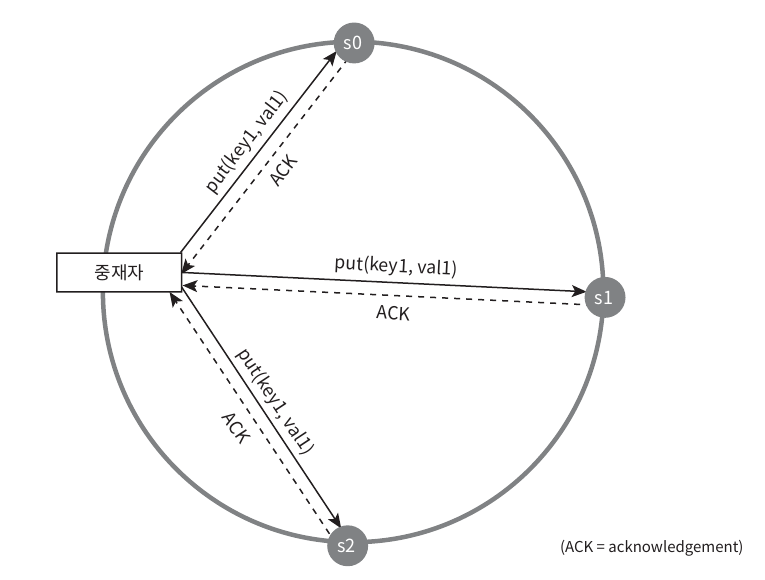 s0
put(key1, val1)
ACK
중재자
put(key1, val1)
s1
ACK
put(key1, val1)
ACK
s2
(ACK = acknowledgement)